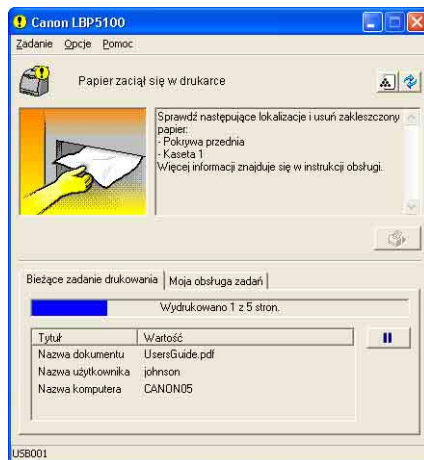 Canon LBP5100
Zadanie Opcje Pomoc
Papier zaciął się w drukarce
Sprawdź następujące lokalizacje i usuń zakleszczony
papier:
- Pokrywa przednia
- Kaseta 1
Więcej informacji znajduje się w instrukcji obsługi.
Bieżące zadanie drukowania Moja obsługa zadań
Wydrukowano 1 z 5 stron.
Tytuł Wartość
Nazwa dokumentu UsersGuide.pdf
Nazwa użytkownika johnson
Nazwa komputera CANON05
USB001